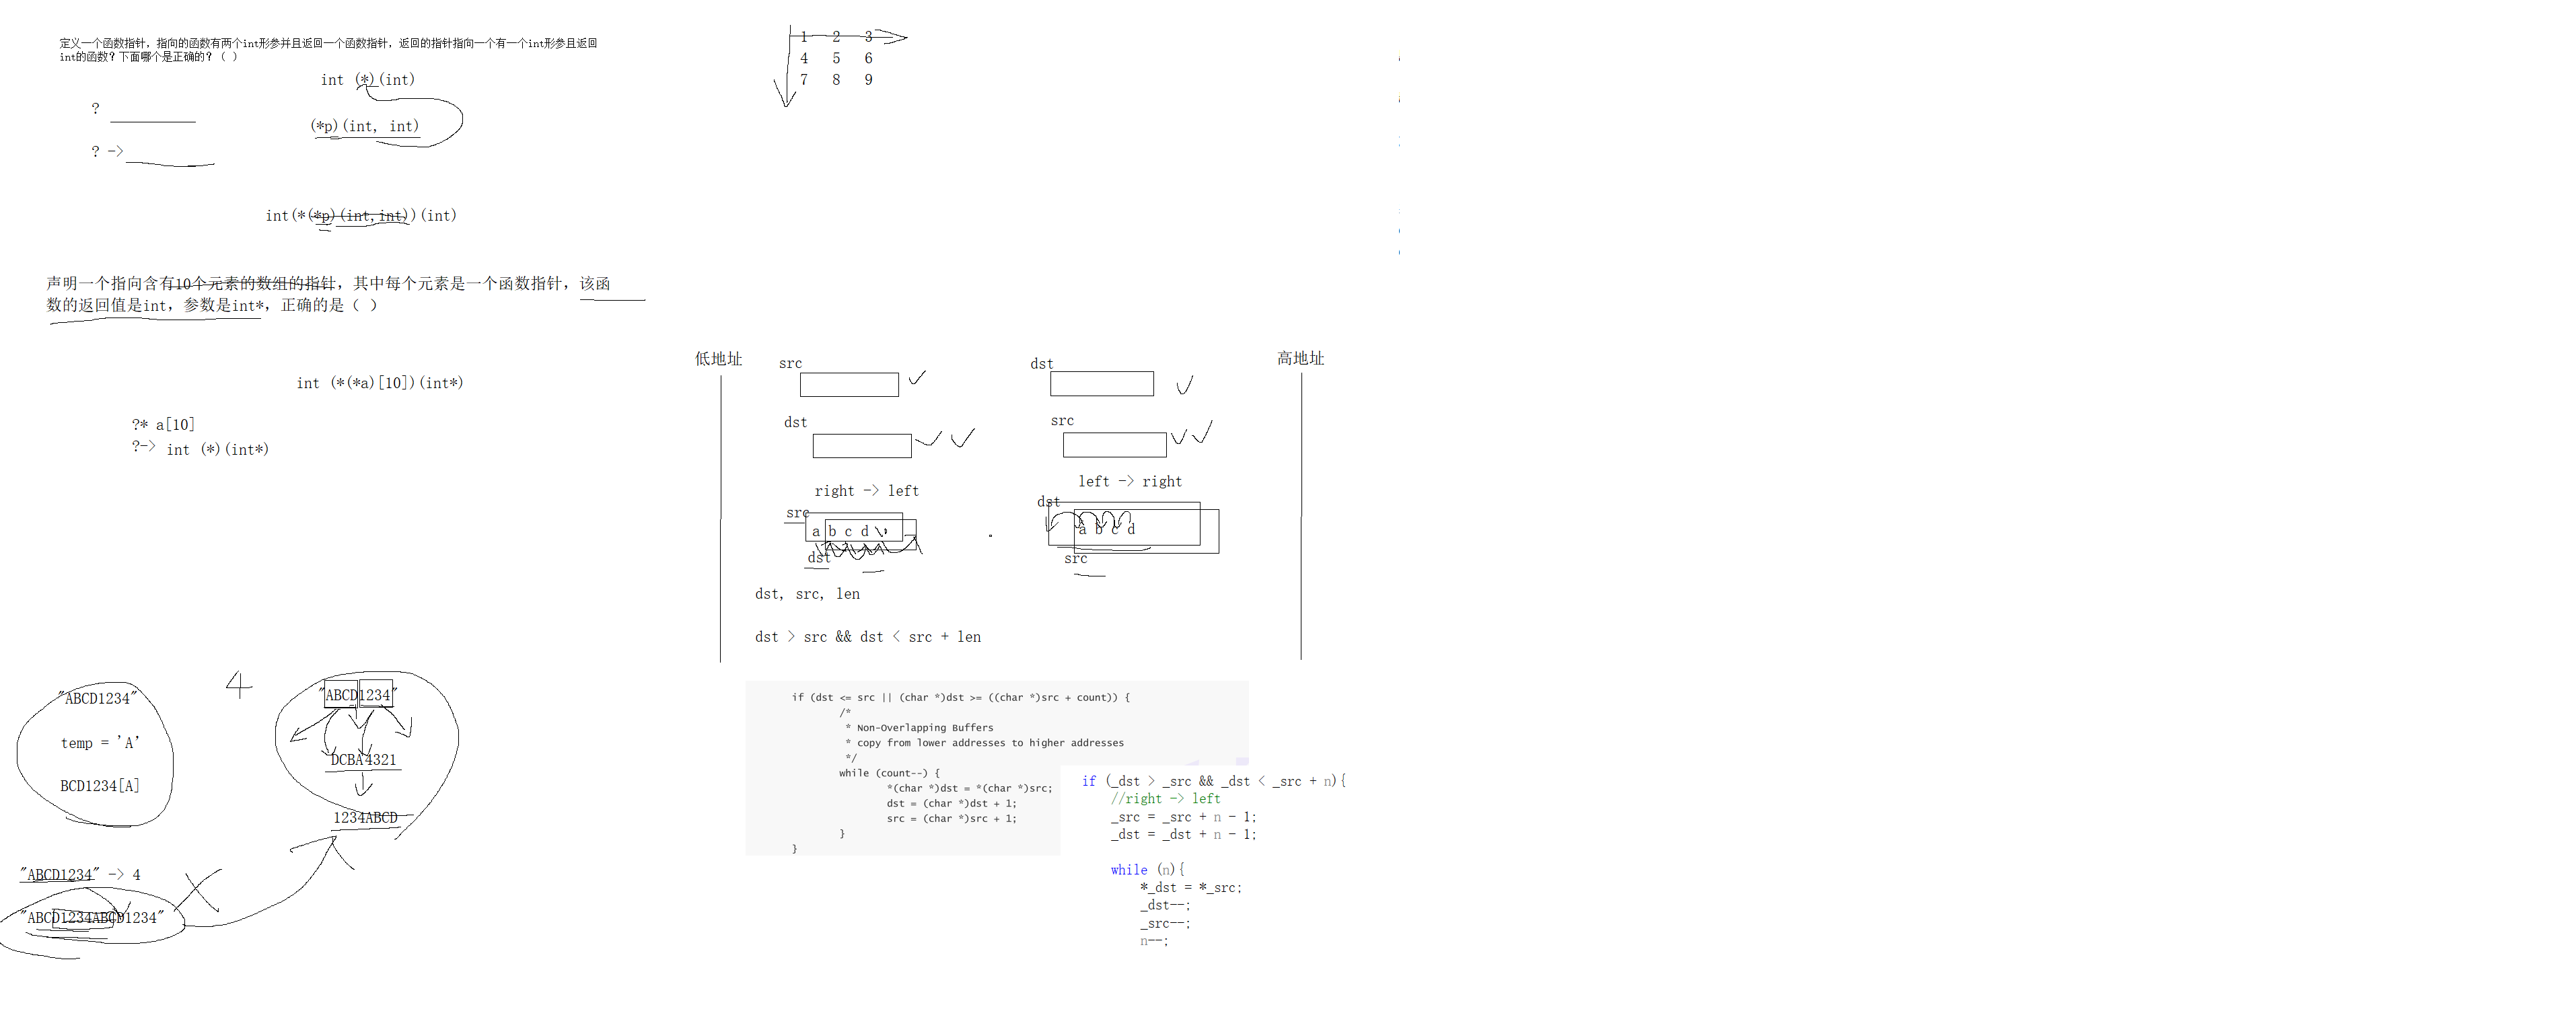 定义一个函数指针，指向的函数有两个int形参并且返回一个函数指针，返回的指针指向一个有一个int形参且返回
int的函数？下面哪个是正确的？（ ）
int (*)(int)
?
(*p)(int, int)
? ->
int(*(*p)(int,int))(int)
声明一个指向含有10个元素的数组的指针，其中每个元素是一个函数指针，该函
数的返回值是int，参数是int*，正确的是（ ）
int (*(*a)[10])(int*)
?* a[10]
?-> int (*)(int*)
"ABCD1234"
temp = 'A'
BCD1234[A]
4
"ABCD1234"
DCBA4321
1234ABCD
"ABCD1234" -> 4
"ABCD1234ABCD1234"
1 2 3
4 5 6
7 8 9
低地址
高地址
src
dst
dst
src
right -> left
left -> right
src
a b c d \0
dst
dst
a b c d
src
dst, src, len
dst > src && dst < src + len
if (dst <= src || (char *)dst >= ((char *)src + count)) {
/*
* Non-Overlapping Buffers
* copy from lower addresses to higher addresses
*/
while (count--) {
*(char *)dst = *(char *)src;
dst = (char *)dst + 1;
src = (char *)src + 1;
}
}
if (_dst > _src && _dst < _src + n){
//right -> left
_src = _src + n - 1;
_dst = _dst + n - 1;
while (n){
*_dst = *_src;
_dst--;
_src--;
n--;